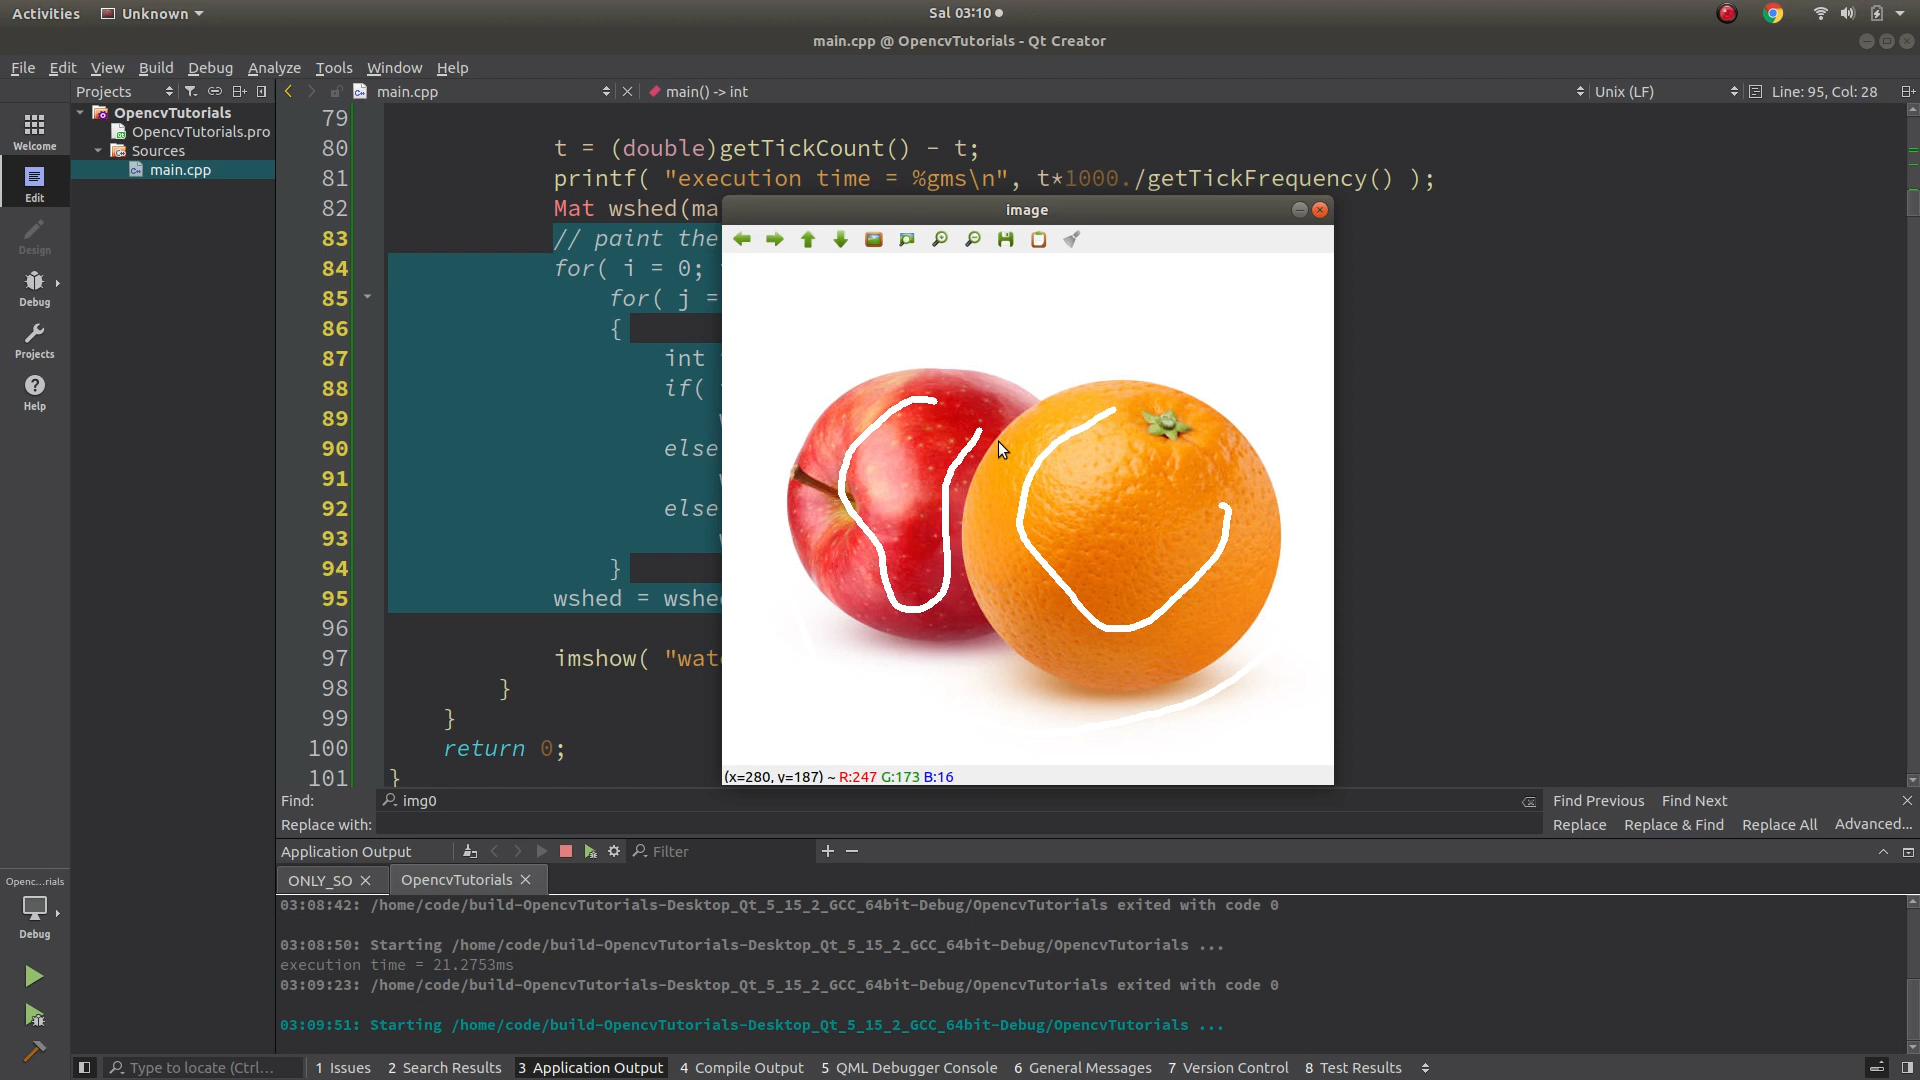 Activities Unknown Sal 03:10
main.cpp @ OpencvTutorials - Qt Creator
File Edit View Build Debug Analyze Tools Window Help
Projects main.cpp main() -> int Unix (LF) Line: 95, Col: 28
Welcome
Edit
Design
Debug
Projects
Help
OpencvTutorials
OpencvTutorials.pro
Sources
main.cpp
79
80 t = (double)getTickCount() - t;
81 printf( "execution time = %gms\n", t*1000./getTickFrequency() );
82 Mat wshed(ma
83 // paint the
84 for( i = 0;
85 for( j =
86 {
87 int
88 if(
89
90 else
91
92 else
93
94 }
95 wshed = wshe
96
97 imshow( "wat
98 }
99 }
100 return 0;
101 }
image
(x=280, y=187) ~ R:247 G:173 B:16
Find: img0 Find Previous Find Next
Replace with: Replace Replace & Find Replace All Advanced...
Application Output Filter
ONLY_SO OpencvTutorials
03:08:42: /home/code/build-OpencvTutorials-Desktop_Qt_5_15_2_GCC_64bit-Debug/OpencvTutorials exited with code 0
03:08:50: Starting /home/code/build-OpencvTutorials-Desktop_Qt_5_15_2_GCC_64bit-Debug/OpencvTutorials ...
execution time = 21.2753ms
03:09:23: /home/code/build-OpencvTutorials-Desktop_Qt_5_15_2_GCC_64bit-Debug/OpencvTutorials exited with code 0
03:09:51: Starting /home/code/build-OpencvTutorials-Desktop_Qt_5_15_2_GCC_64bit-Debug/OpencvTutorials ...
Openc...rials
Debug
Type to locate (Ctrl... 1 Issues 2 Search Results 3 Application Output 4 Compile Output 5 QML Debugger Console 6 General Messages 7 Version Control 8 Test Results